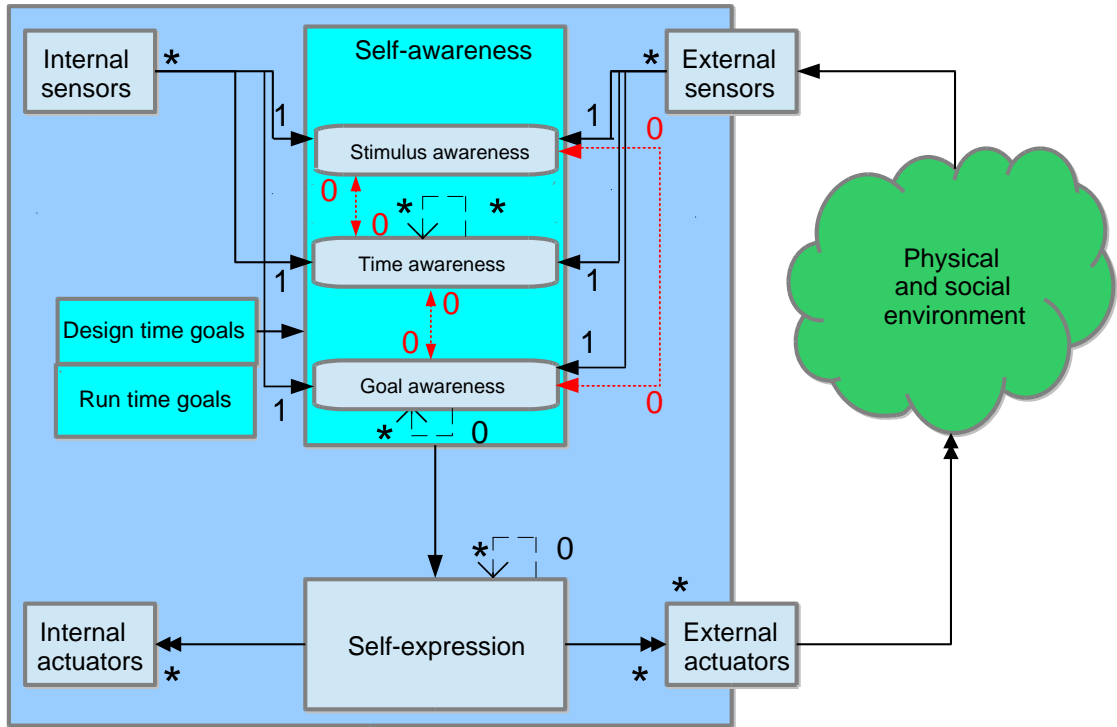 Internal
sensors
*
Self-awareness
*
External
sensors
1
1
0
Stimulus awareness
0
0
*
*
Time awareness
1
1
0
0
Design time goals
1
Run time goals
Goal awareness
1
0
*
0
Physical
and social
environment
*
0
*
Internal
actuators
*
Self-expression
*
External
actuators